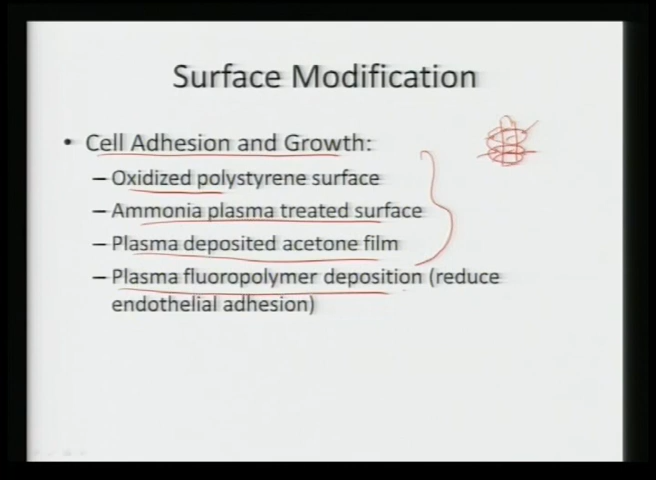 Surface Modification
• Cell Adhesion and Growth:
– Oxidized polystyrene surface
– Ammonia plasma treated surface
– Plasma deposited acetone film
– Plasma fluoropolymer deposition (reduce
endothelial adhesion)